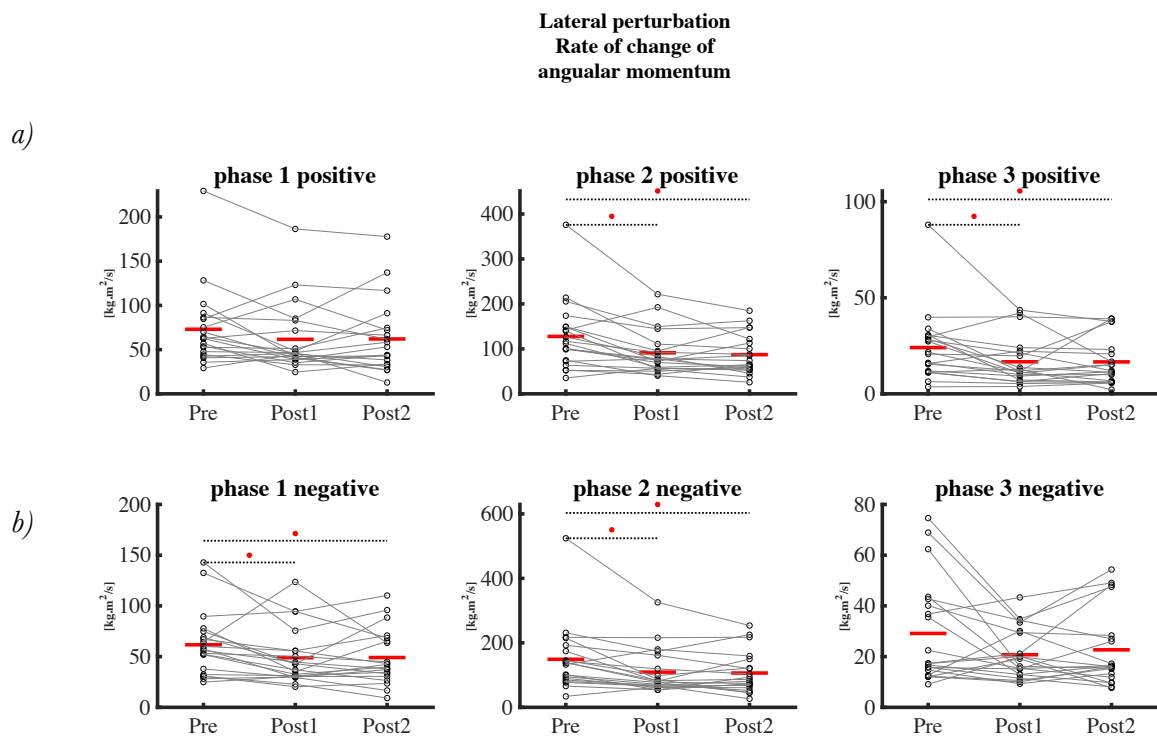 Lateral perturbation
Rate of change of
angualar momentum
a)
phase 1 positive
[kg.m²/s]
200
150
100
50
0
Pre Post1 Post2
phase 2 positive
[kg.m²/s]
400
300
200
100
0
Pre Post1 Post2
phase 3 positive
[kg.m²/s]
100
50
0
Pre Post1 Post2
b)
phase 1 negative
[kg.m²/s]
200
150
100
50
0
Pre Post1 Post2
phase 2 negative
[kg.m²/s]
600
400
200
0
Pre Post1 Post2
phase 3 negative
[kg.m²/s]
80
60
40
20
0
Pre Post1 Post2